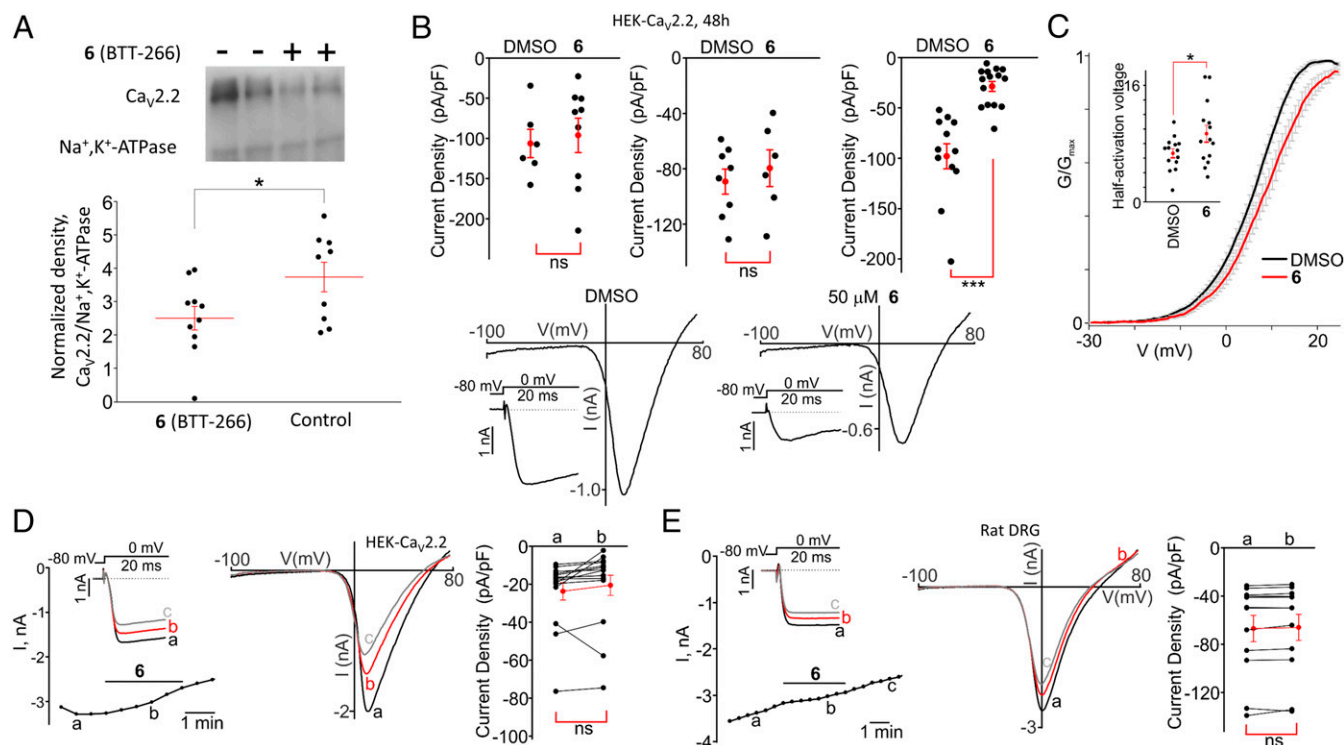 A
6 (BTT-266)
- - + +
CaV2.2
Na+,K+-ATPase
*
Normalized density,
CaV2.2/Na+,K+-ATPase
6
5
4
3
2
1
0
6 (BTT-266) Control
B
HEK-CaV2.2, 48h
DMSO 6
Current Density (pA/pF)
0
-50
-100
-150
-200
ns
DMSO 6
Current Density (pA/pF)
0
-40
-80
-120
ns
DMSO 6
Current Density (pA/pF)
0
-50
-100
-150
-200
***
DMSO
-100
V(mV)
80
-80 mV
0 mV
20 ms
1 nA
I (nA)
-1.0
50 µM 6
-100
V(mV)
80
-80 mV
0 mV
20 ms
1 nA
I (nA)
-0.6
C
1
G/Gmax
0
Half-activation voltage
16
0
*
DMSO
6
DMSO
6
-30 0 20
V (mV)
D
-80 mV
0 mV
20 ms
1 nA
c
b
a
I, nA
0
-1
-2
-3
6
a
b
1 min
HEK-CaV2.2
-100
V(mV)
80
I (nA)
c
b
a
-2
a b
Current Density (pA/pF)
0
-20
-40
-60
-80
-100
ns
E
-80 mV
0 mV
20 ms
1 nA
c
b
a
I, nA
0
-1
-2
-3
-4
6
a
b
c
1 min
Rat DRG
-100
I (nA)
b
80
V(mV)
c
b
a
-3
a b
Current Density (pA/pF)
0
-40
-80
-120
ns